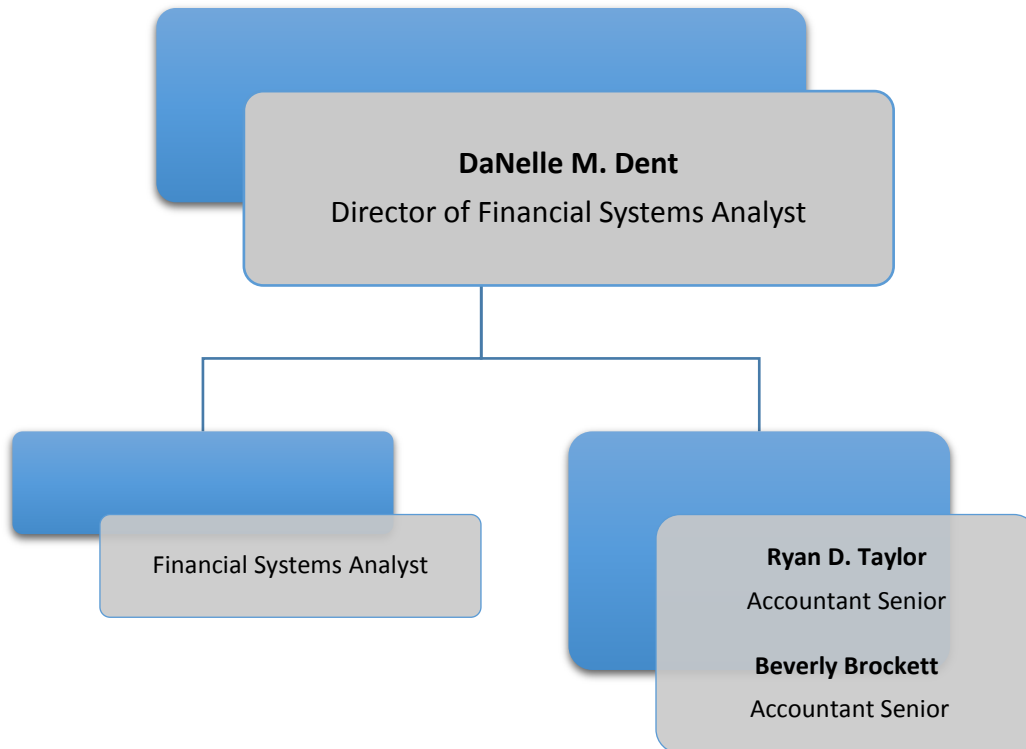 DaNelle M. Dent
Director of Financial Systems Analyst
Financial Systems Analyst
Ryan D. Taylor
Accountant Senior
Beverly Brockett
Accountant Senior